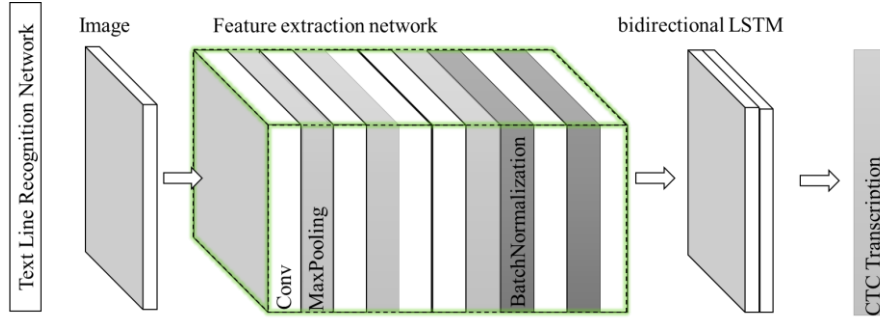 Text Line Recognition Network
Image
Feature extraction network
bidirectional LSTM
Conv
MaxPooling
BatchNormalization
CTC Transcription